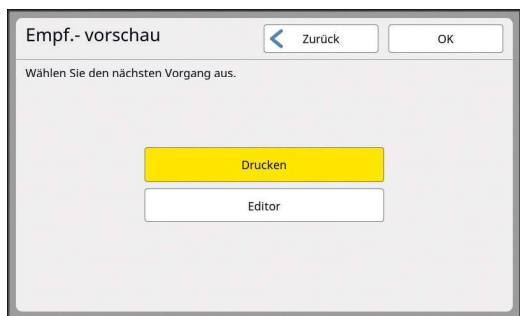 Empf.- vorschau
Zurück
OK
Wählen Sie den nächsten Vorgang aus.
Drucken
Editor